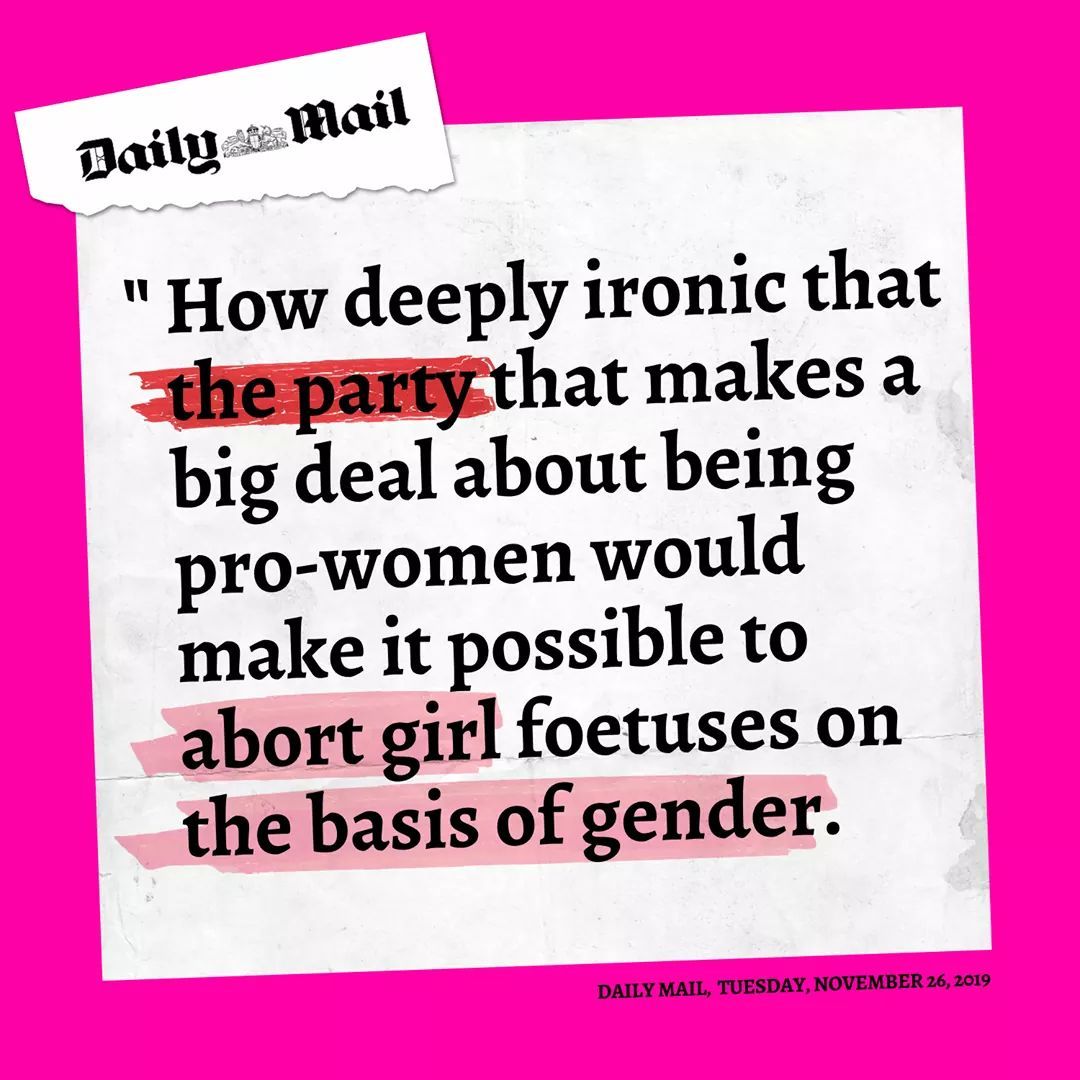 Daily Mail
" How deeply ironic that
the party that makes a
big deal about being
pro-women would
make it possible to
abort girl foetuses on
the basis of gender.
DAILY MAIL, TUESDAY, NOVEMBER 26, 2019